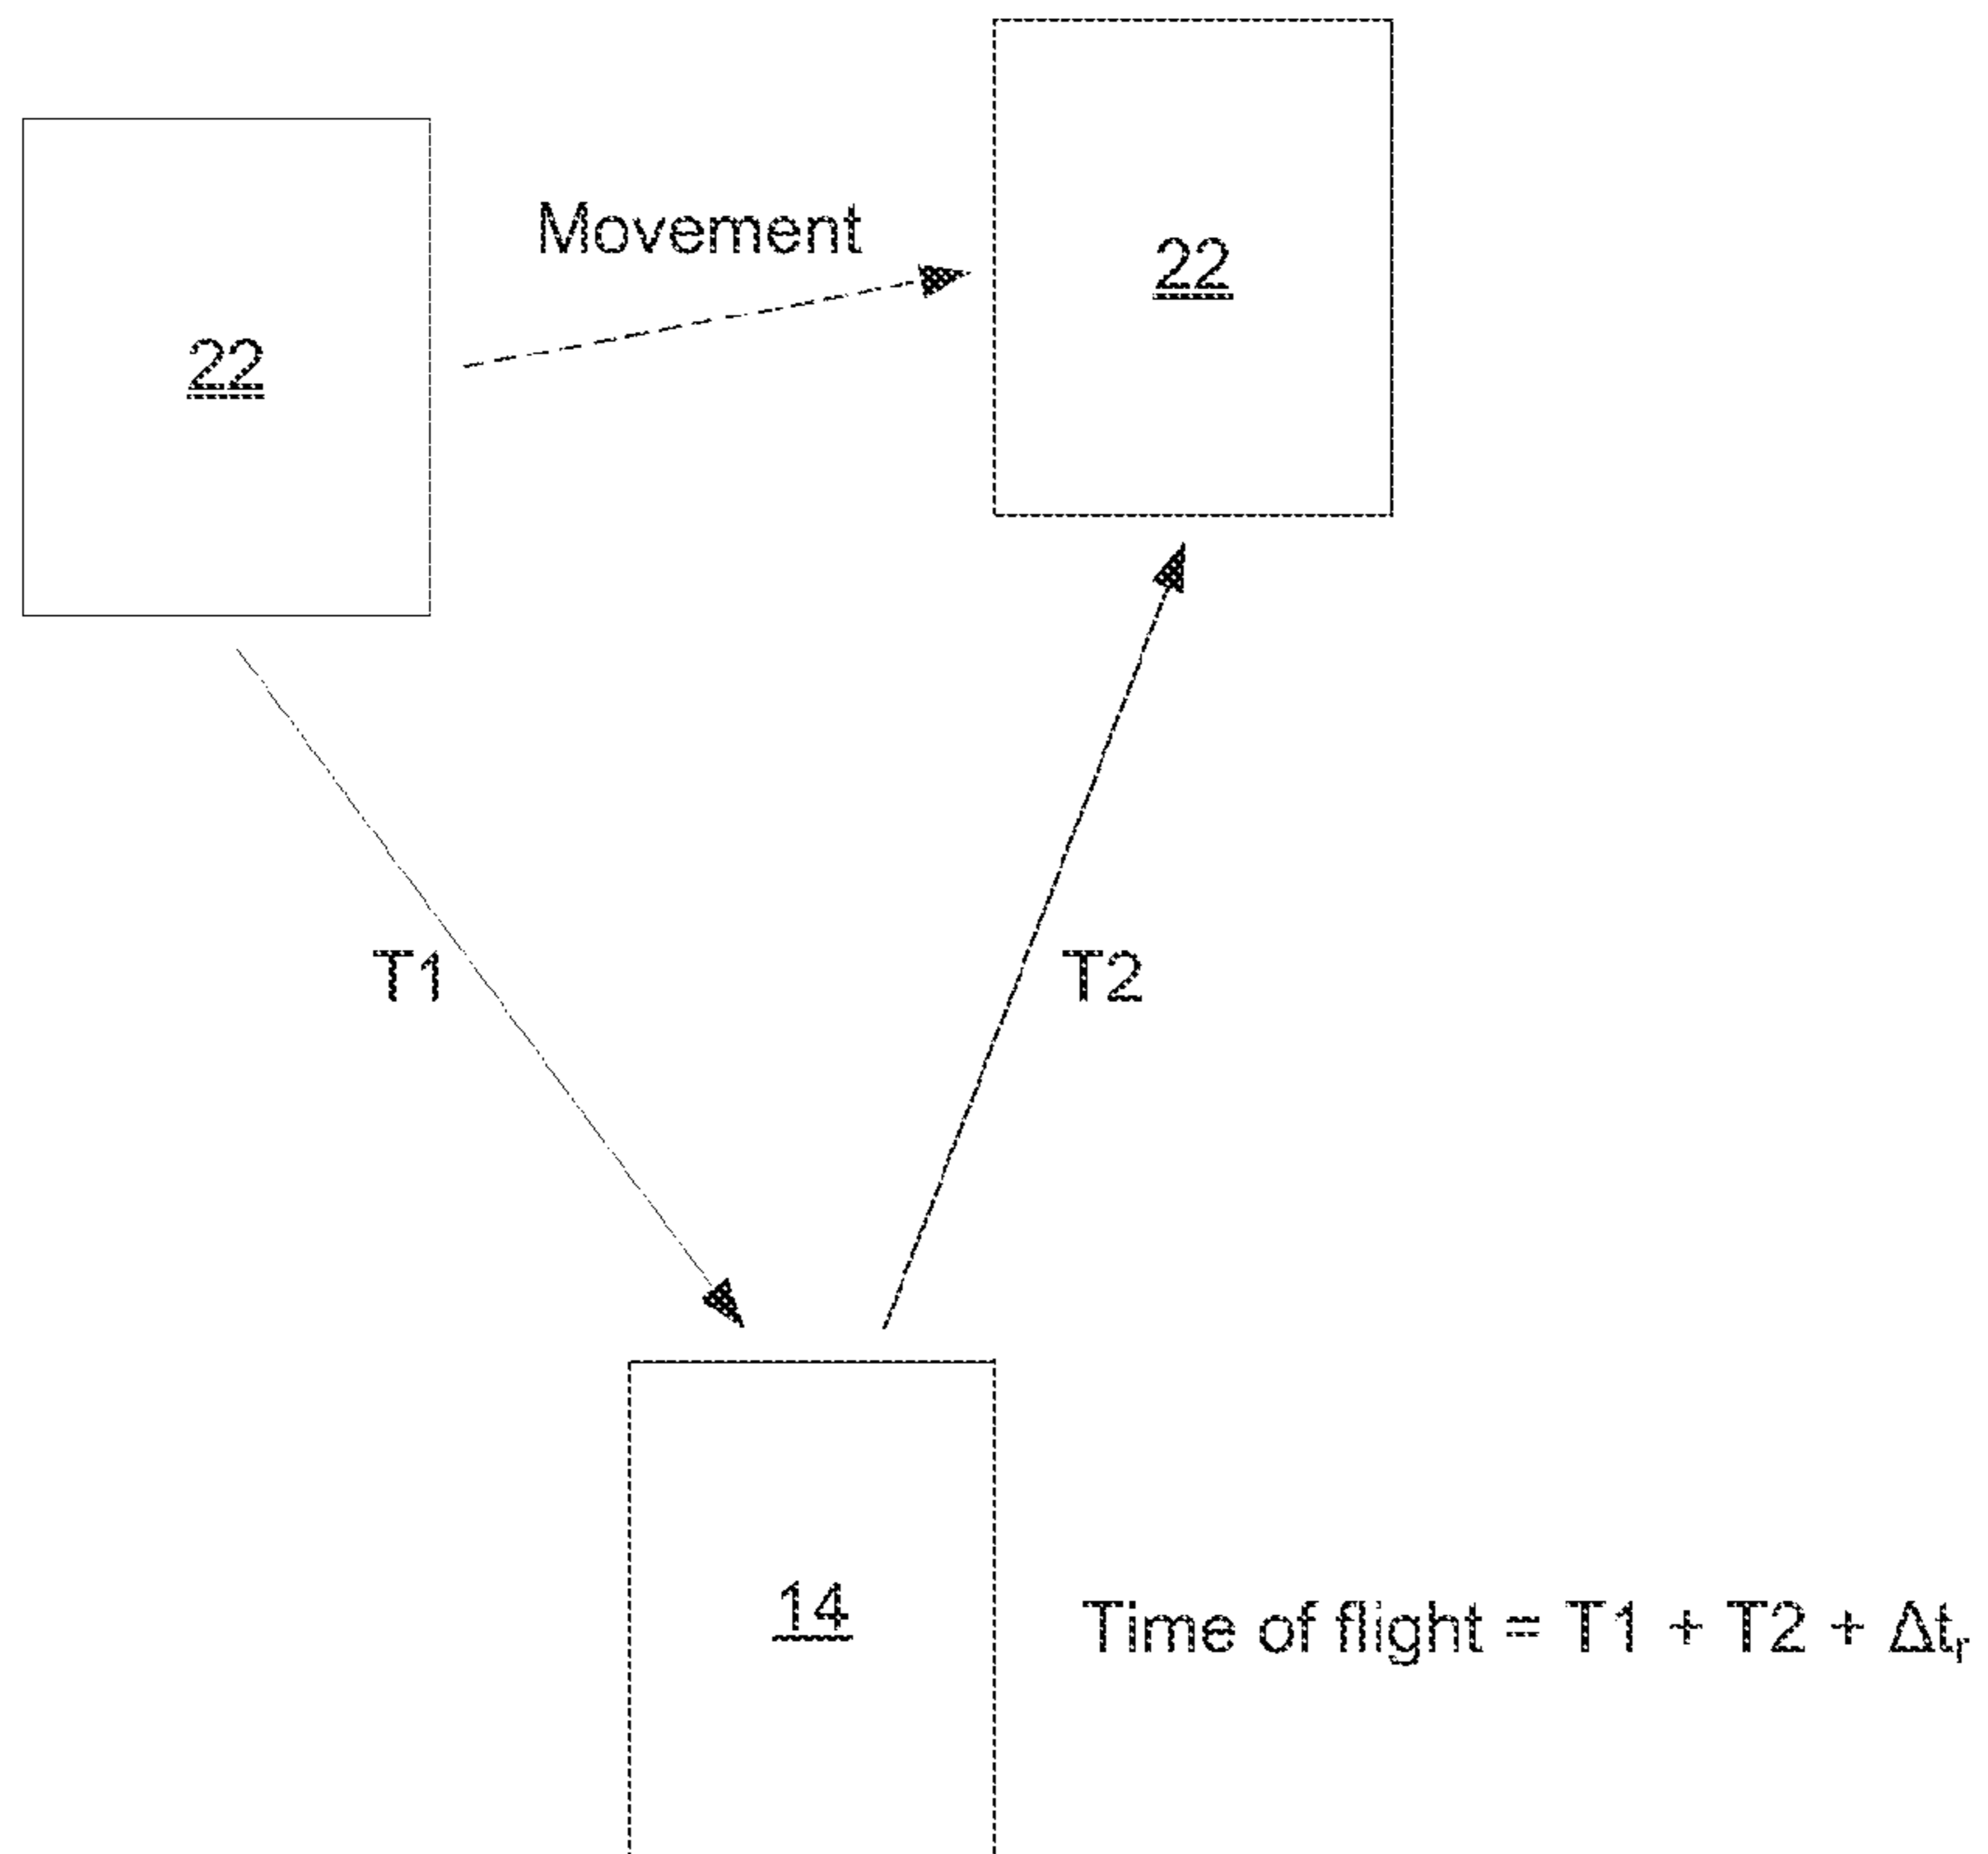 22
Movement
22
T1
T2
14
Time of flight = T1 + T2 + Δtᵣ